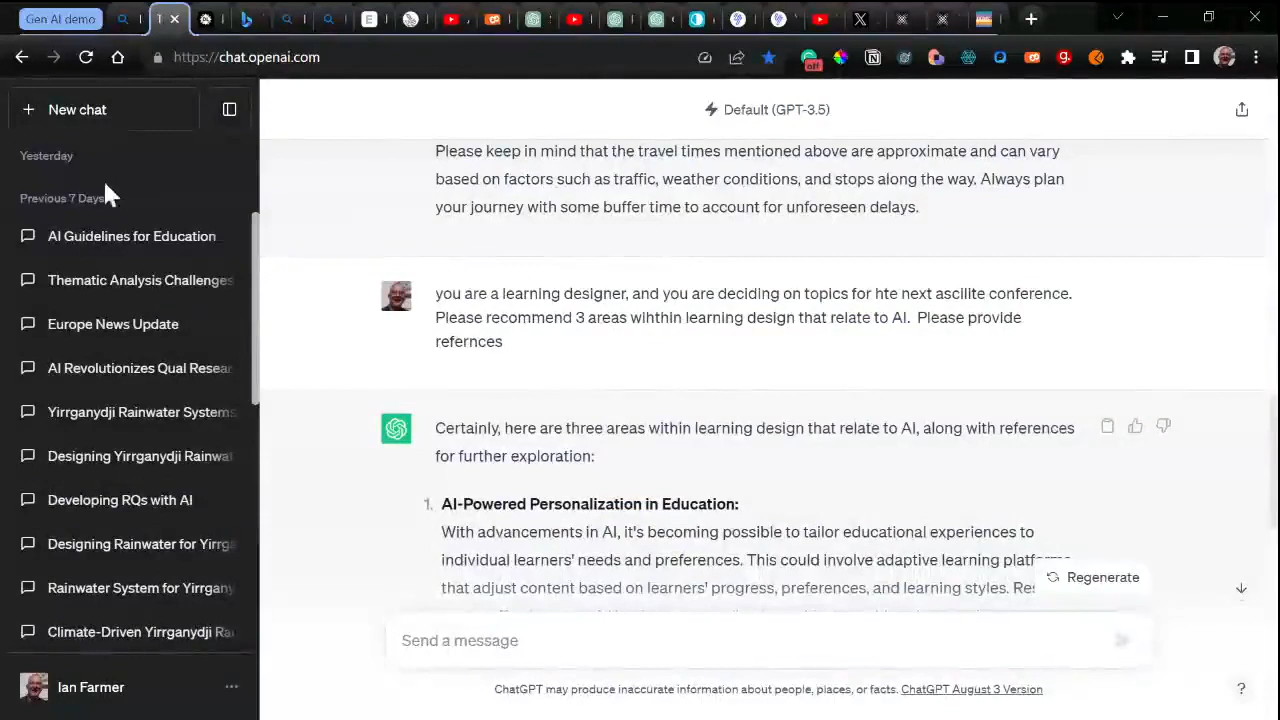 Gen AI demo
https://chat.openai.com
off
New chat
Default (GPT-3.5)
Yesterday
Previous 7 Days
AI Guidelines for Education
Thematic Analysis Challenges
Europe News Update
AI Revolutionizes Qual Resea
Yirrganydji Rainwater Systems
Designing Yirrganydji Rainwa
Developing RQs with AI
Designing Rainwater for Yirrga
Rainwater System for Yirrgany
Climate-Driven Yirrganydji Ra
Ian Farmer
Please keep in mind that the travel times mentioned above are approximate and can vary
based on factors such as traffic, weather conditions, and stops along the way. Always plan
your journey with some buffer time to account for unforeseen delays.
you are a learning designer, and you are deciding on topics for hte next ascilite conference.
Please recommend 3 areas wihthin learning design that relate to AI. Please provide
refernces
Certainly, here are three areas within learning design that relate to AI, along with references
for further exploration:
1. AI-Powered Personalization in Education:
With advancements in AI, it's becoming possible to tailor educational experiences to
individual learners' needs and preferences. This could involve adaptive learning platforms
that adjust content based on learners' progress, preferences, and learning styles. Res
Regenerate
Send a message
ChatGPT may produce inaccurate information about people, places, or facts. ChatGPT August 3 Version
?